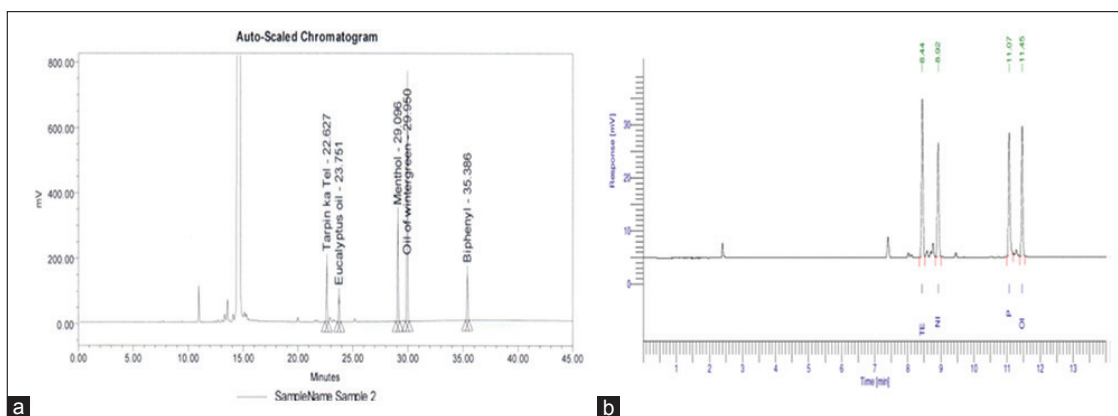 Auto-Scaled Chromatogram
800.00
600.00
400.00
200.00
0.00
mV
Tarpin ka Tel - 22.627
Eucalyptus oil - 23.751
Menthol - 29.096
Oil of wintergreen - 29.950
Biphenyl - 35.386
0.00 5.00 10.00 15.00 20.00 25.00 30.00 35.00 40.00 45.00
Minutes
SampleName Sample 2
a
8.44
8.92
11.07
11.45
Response [mV]
30
20
10
0
TE
NI
P
OI
1 2 3 4 5 6 7 8 9 10 11 12 13
Time [min]
b